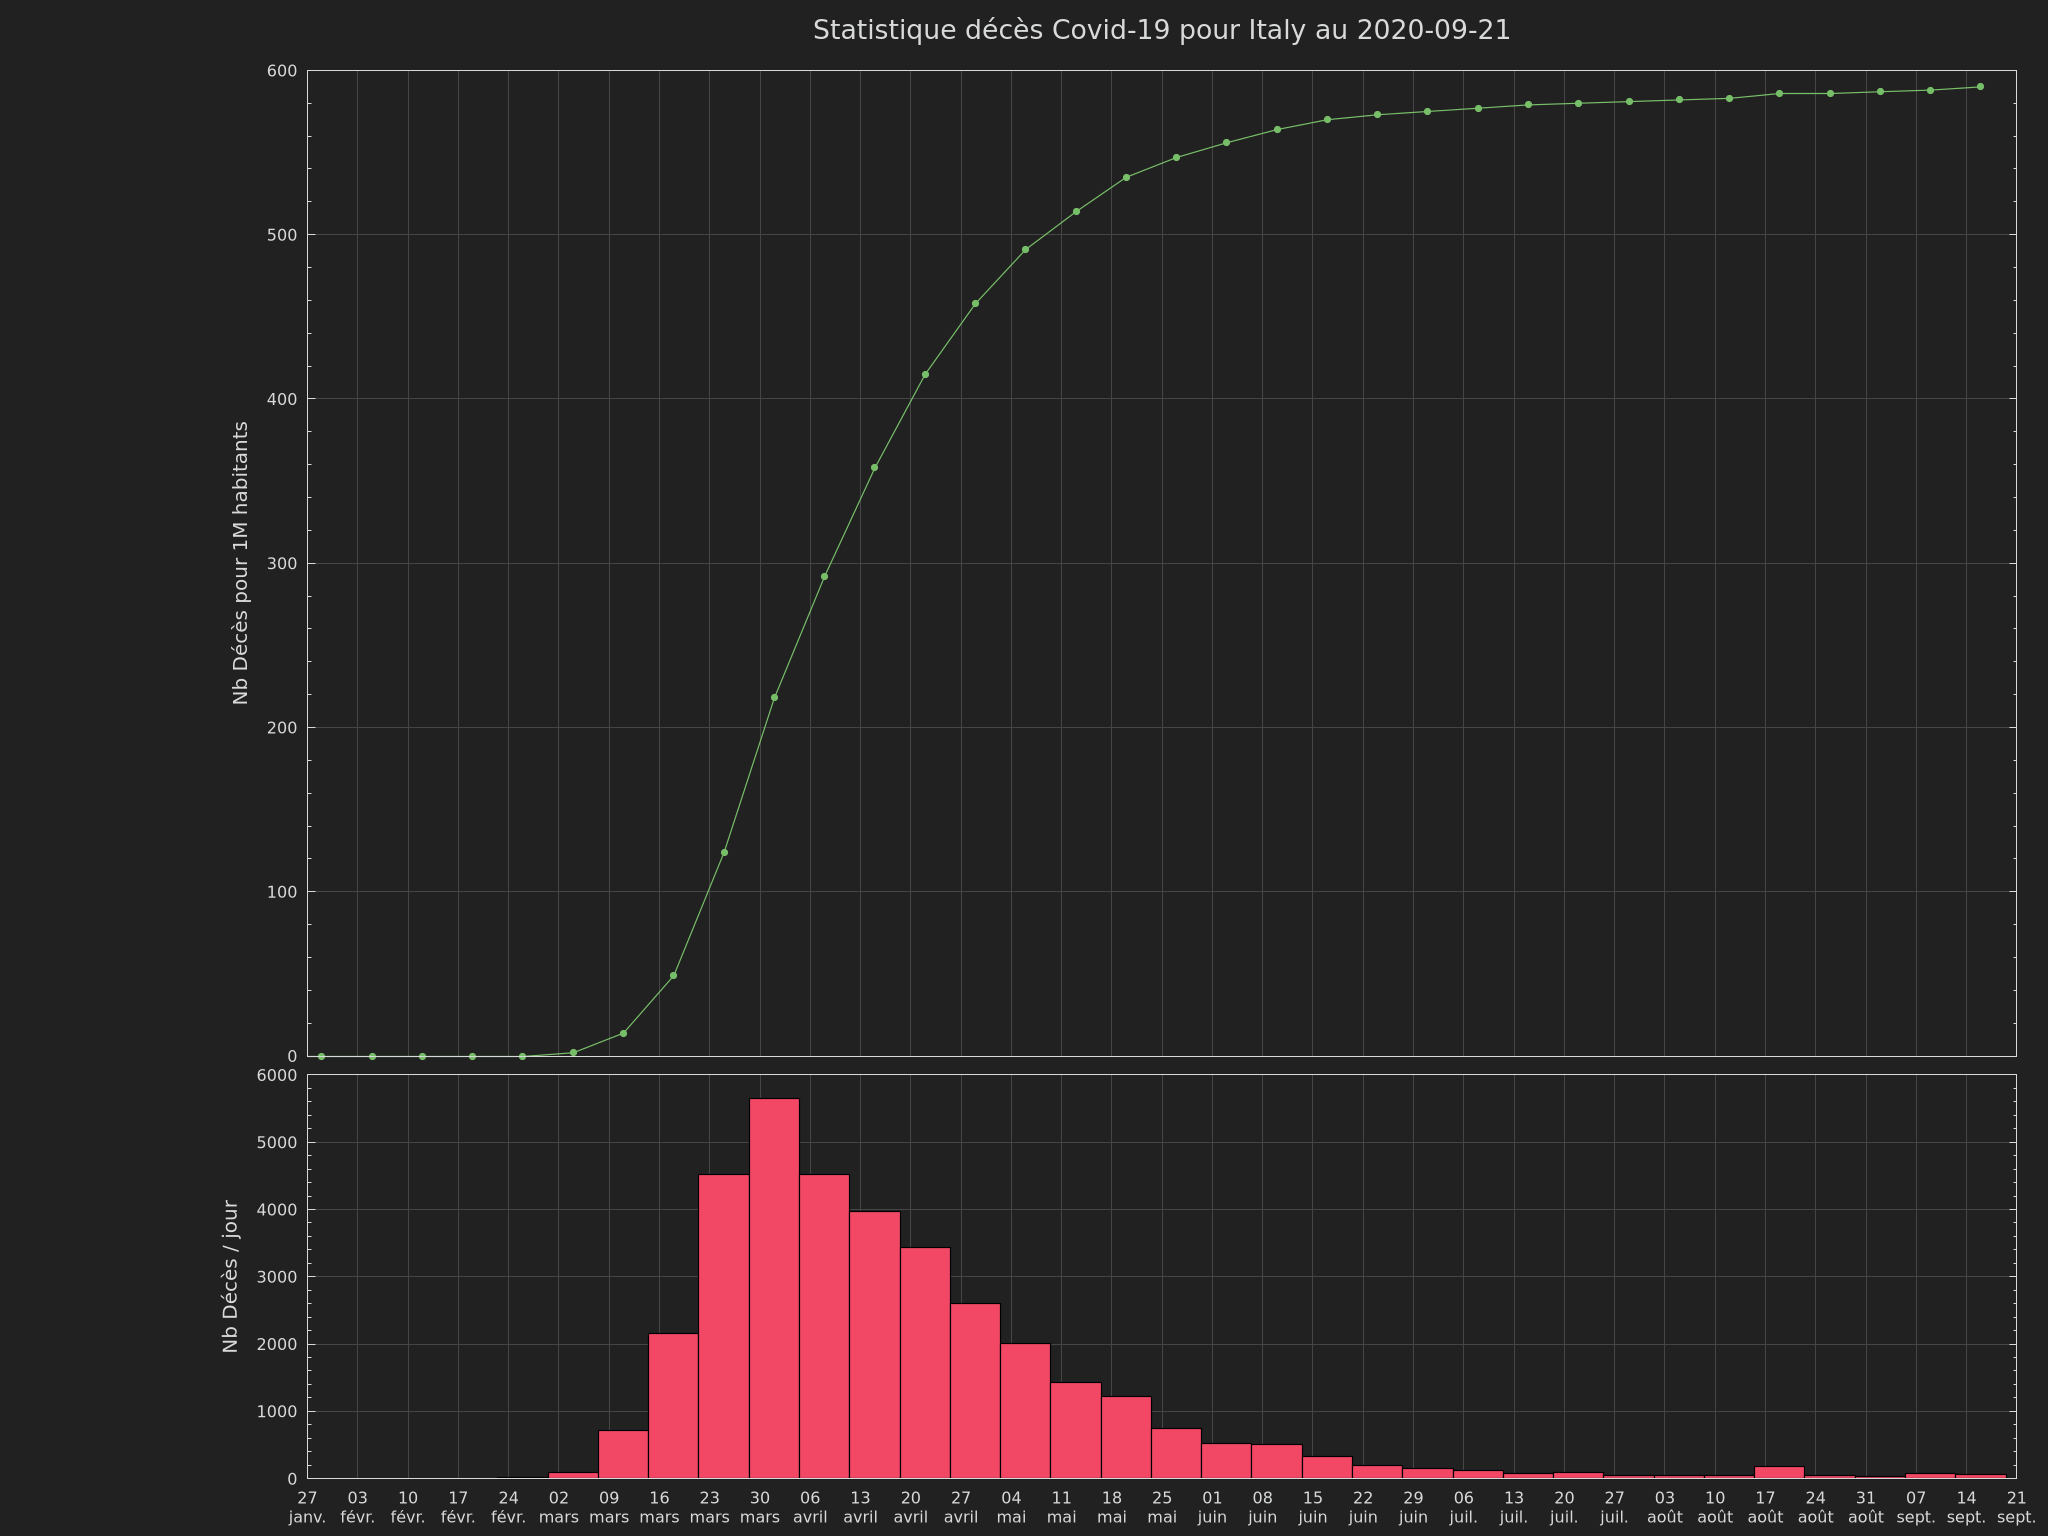 Statistique décès Covid-19 pour Italy au 2020-09-21
600
500
400
300
200
100
0
Nb Décès pour 1M habitants
6000
5000
4000
3000
2000
1000
0
Nb Décès / jour
27 03 10 17 24 02 09 16 23 30 06 13 20 27 04 11 18 25 01 08 15 22 29 06 13 20 27 03 10 17 24 31 07 14 21
janv. févr. févr. févr. févr. mars mars mars mars mars avril avril avril avril mai mai mai mai juin juin juin juin juin juil. juil. juil. juil. août août août août août sept. sept. sept.